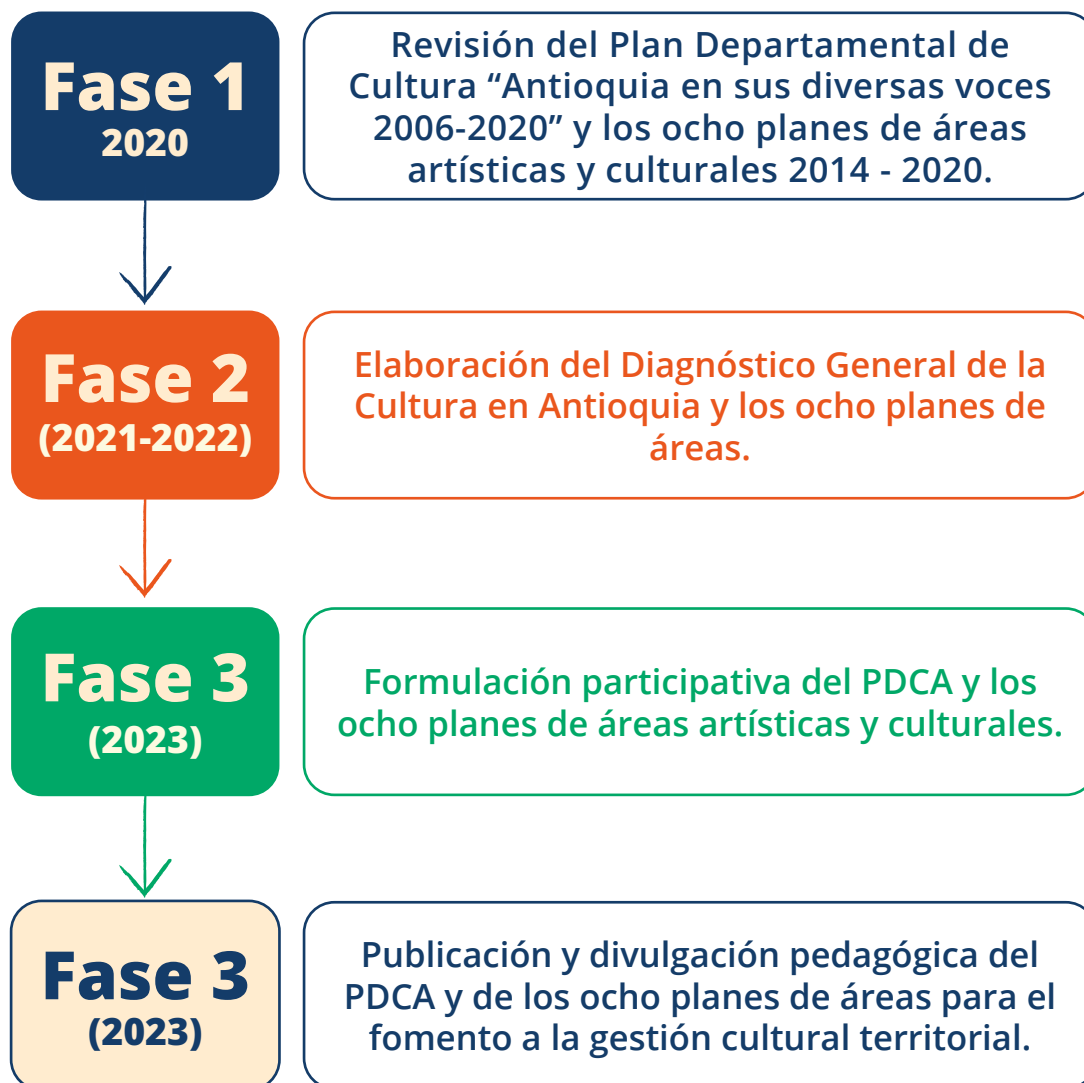 Fase 1
2020
Revisión del Plan Departamental de
Cultura “Antioquia en sus diversas voces
2006-2020” y los ocho planes de áreas
artísticas y culturales 2014 - 2020.
Fase 2
(2021-2022)
Elaboración del Diagnóstico General de la
Cultura en Antioquia y los ocho planes de
áreas.
Fase 3
(2023)
Formulación participativa del PDCA y los
ocho planes de áreas artísticas y culturales.
Fase 3
(2023)
Publicación y divulgación pedagógica del
PDCA y de los ocho planes de áreas para el
fomento a la gestión cultural territorial.